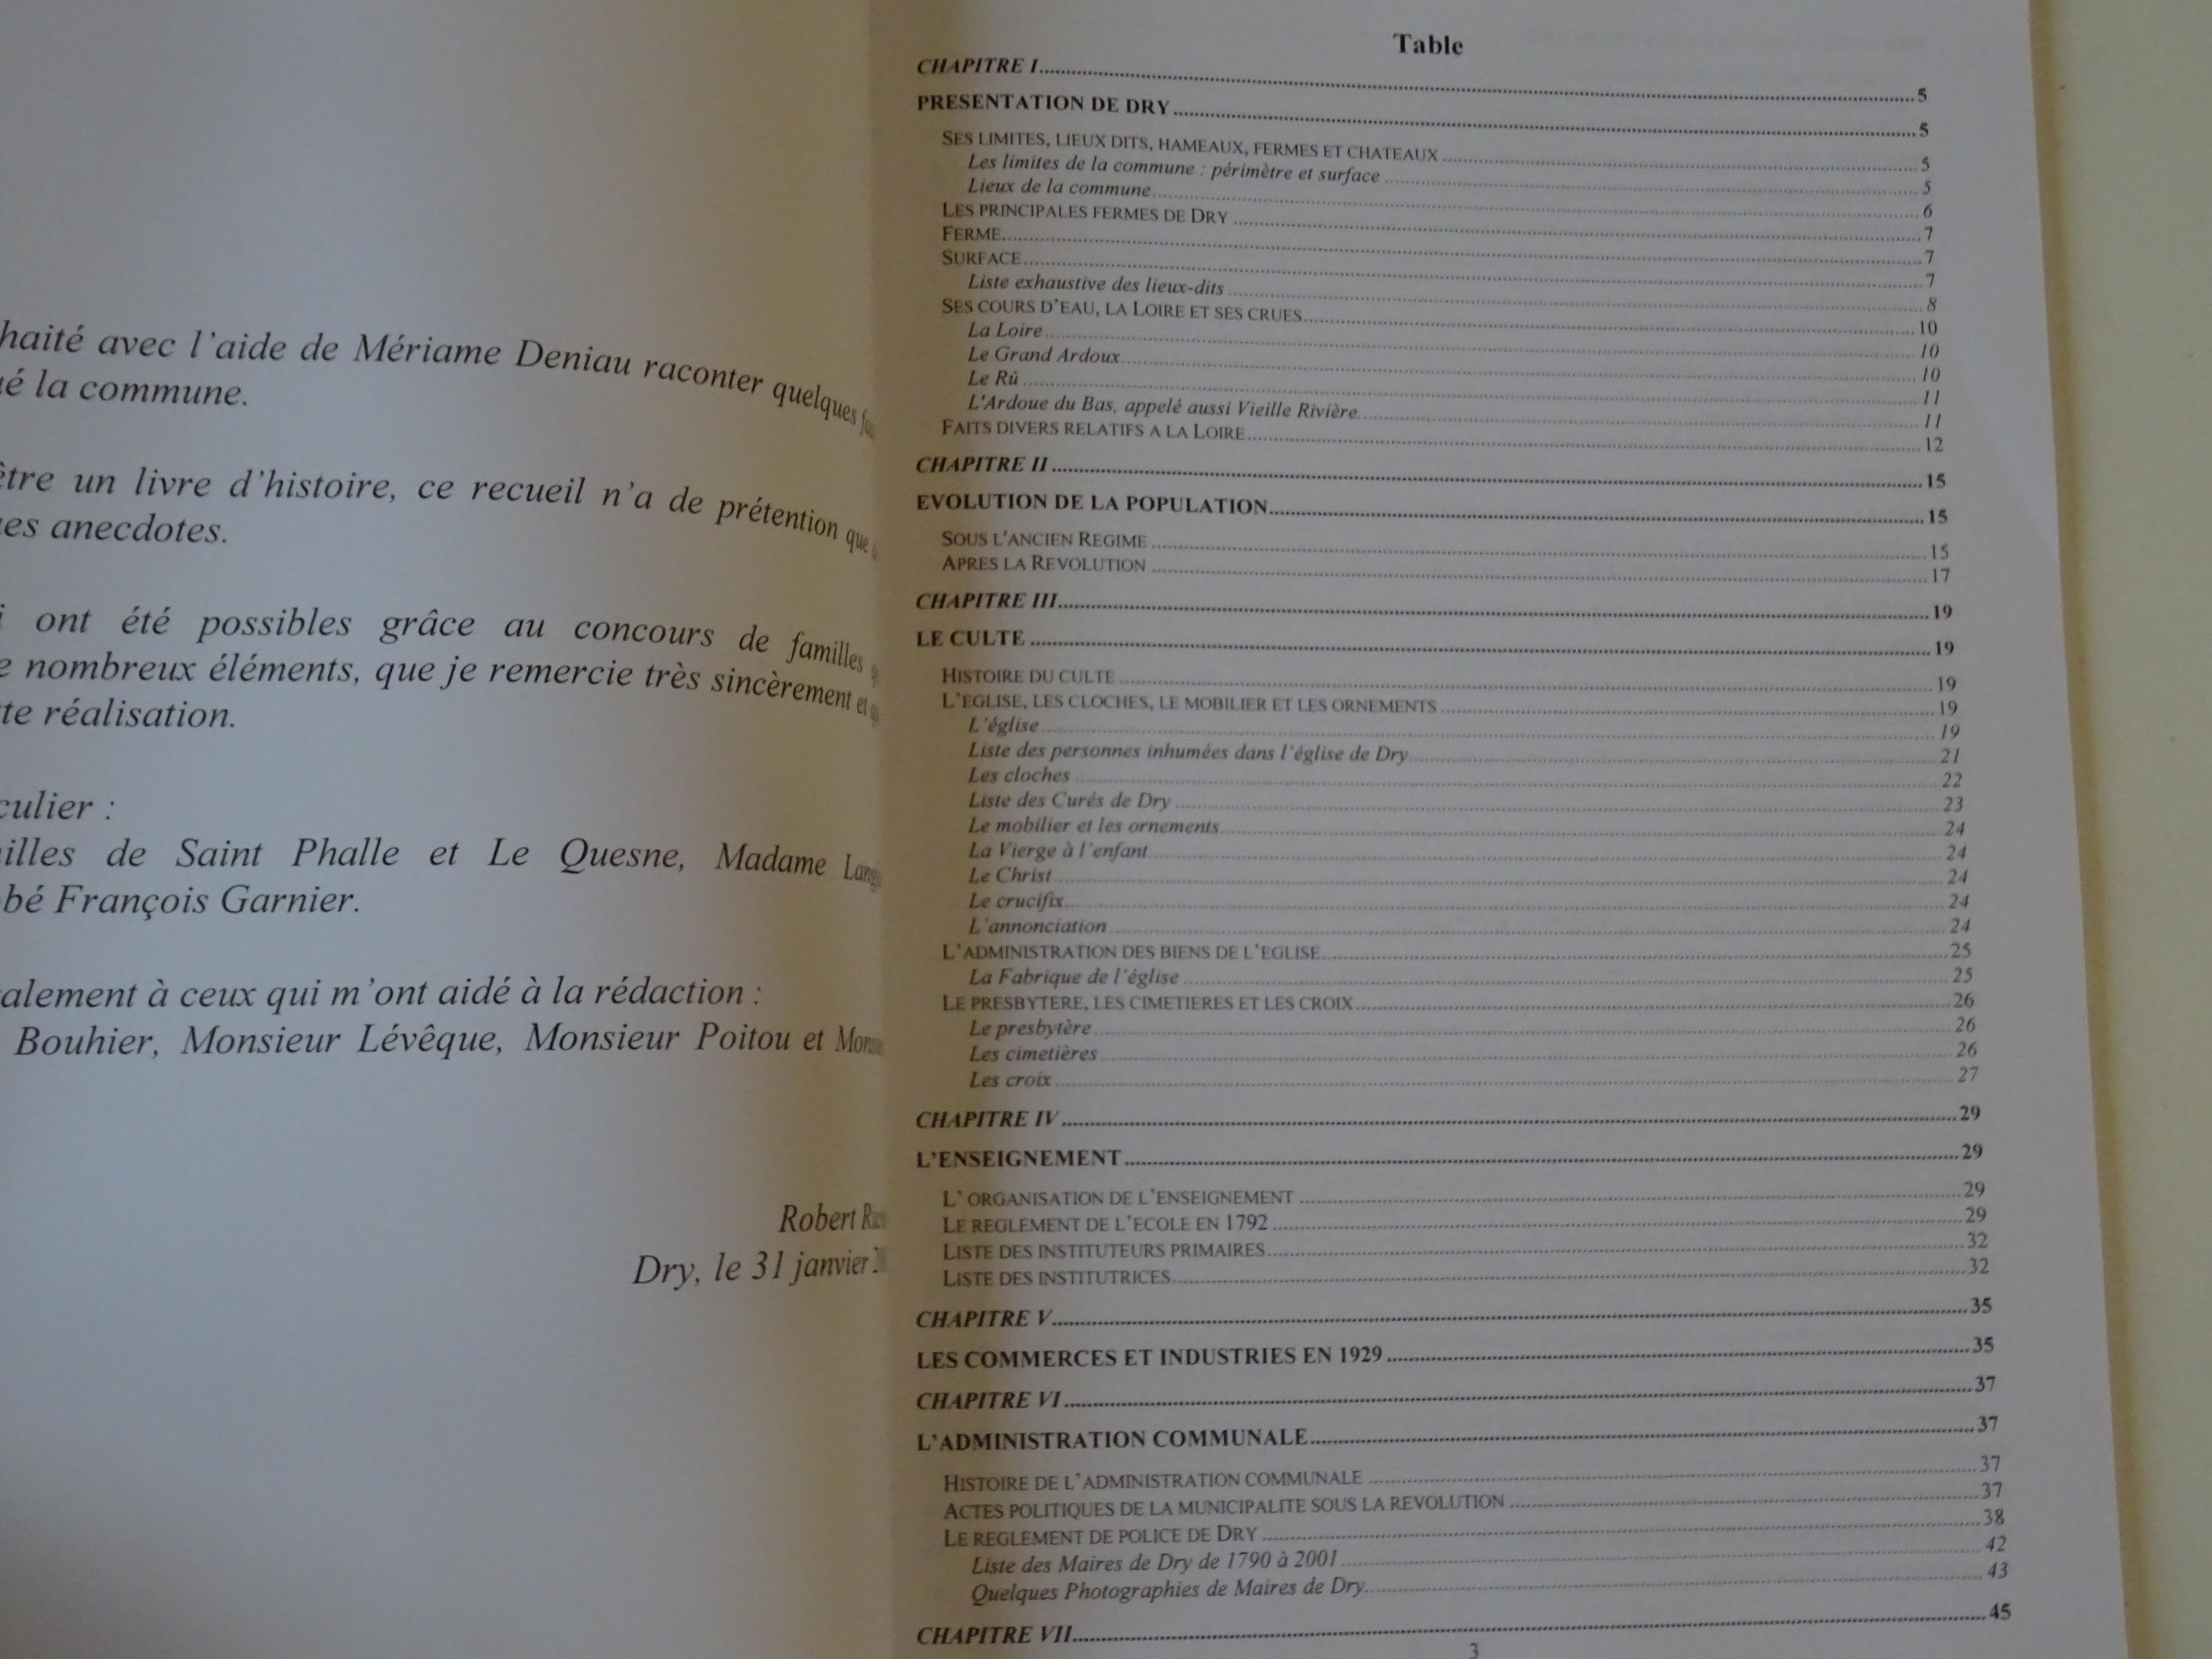 haité avec l'aide de Mériame Deniau raconter quelques
é la commune.
être un livre d'histoire, ce recueil n'a de prétention que
es anecdotes.
i ont été possibles grâce au concours de familles
e nombreux éléments, que je remercie très sincèrement et
te réalisation.
culier :
illes de Saint Phalle et Le Quesne, Madame
bé François Garnier.
alement à ceux qui m'ont aidé à la rédaction :
Bouhier, Monsieur Lévêque, Monsieur Poitou et
Robert
Dry, le 31 janvier
Table
CHAPITRE I 5
PRESENTATION DE DRY 5
SES LIMITES, LIEUX DITS, HAMEAUX, FERMES ET CHATEAUX 5
Les limites de la commune : périmètre et surface 5
Lieux de la commune 6
LES PRINCIPALES FERMES DE DRY 7
FERME 7
SURFACE 7
Liste exhaustive des lieux-dits 8
SES COURS D'EAU, LA LOIRE ET SES CRUES 10
La Loire 10
Le Grand Ardoux 10
Le Rû 11
L'Ardoue du Bas, appelé aussi Vieille Rivière 11
FAITS DIVERS RELATIFS A LA LOIRE 12
CHAPITRE II 15
EVOLUTION DE LA POPULATION 15
SOUS L'ANCIEN REGIME 15
APRES LA REVOLUTION 17
CHAPITRE III 19
LE CULTE 19
HISTOIRE DU CULTE 19
L'EGLISE, LES CLOCHES, LE MOBILIER ET LES ORNEMENTS 19
L'église 19
Liste des personnes inhumées dans l'église de Dry 21
Les cloches 22
Liste des Curés de Dry 23
Le mobilier et les ornements 24
La Vierge à l'enfant 24
Le Christ 24
Le crucifix 24
L'annonciation 24
L'ADMINISTRATION DES BIENS DE L'EGLISE 25
La Fabrique de l'église 25
LE PRESBYTERE, LES CIMETIERES ET LES CROIX 26
Le presbytère 26
Les cimetières 26
Les croix 27
CHAPITRE IV 29
L'ENSEIGNEMENT 29
L' ORGANISATION DE L'ENSEIGNEMENT 29
LE REGLEMENT DE L'ECOLE EN 1792 29
LISTE DES INSTITUTEURS PRIMAIRES 32
LISTE DES INSTITUTRICES 32
CHAPITRE V 35
LES COMMERCES ET INDUSTRIES EN 1929 35
CHAPITRE VI 37
L'ADMINISTRATION COMMUNALE 37
HISTOIRE DE L'ADMINISTRATION COMMUNALE 37
ACTES POLITIQUES DE LA MUNICIPALITE SOUS LA REVOLUTION 37
LE REGLEMENT DE POLICE DE DRY 38
Liste des Maires de Dry de 1790 à 2001 42
Quelques Photographies de Maires de Dry 43
CHAPITRE VII 45
3